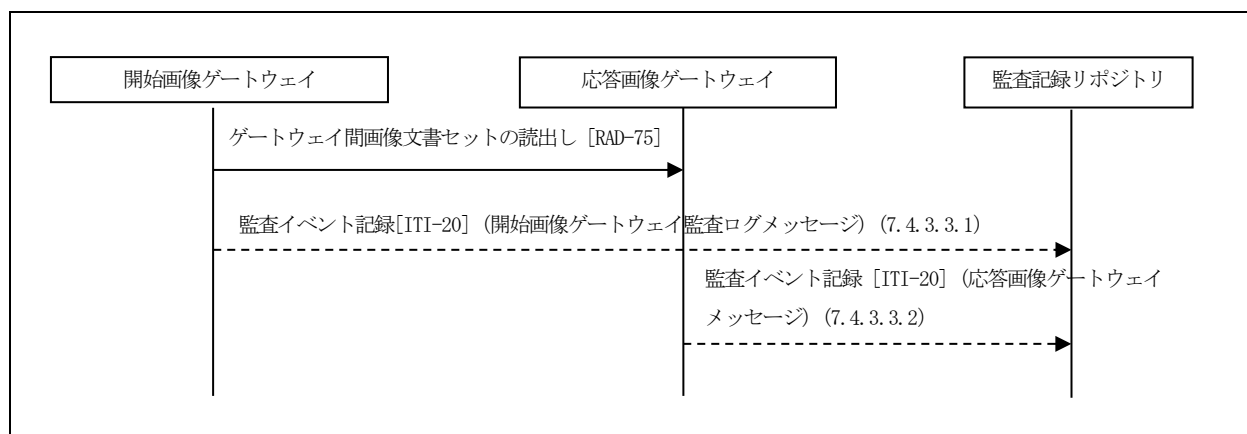 開始画像ゲートウェイ
応答画像ゲートウェイ
監査記録リポジトリ
ゲートウェイ間画像文書セットの読出し [RAD-75]
監査イベント記録[ITI-20] (開始画像ゲートウェイ監査ログメッセージ) (7.4.3.3.1)
監査イベント記録 [ITI-20] (応答画像ゲートウェイ
メッセージ) (7.4.3.3.2)